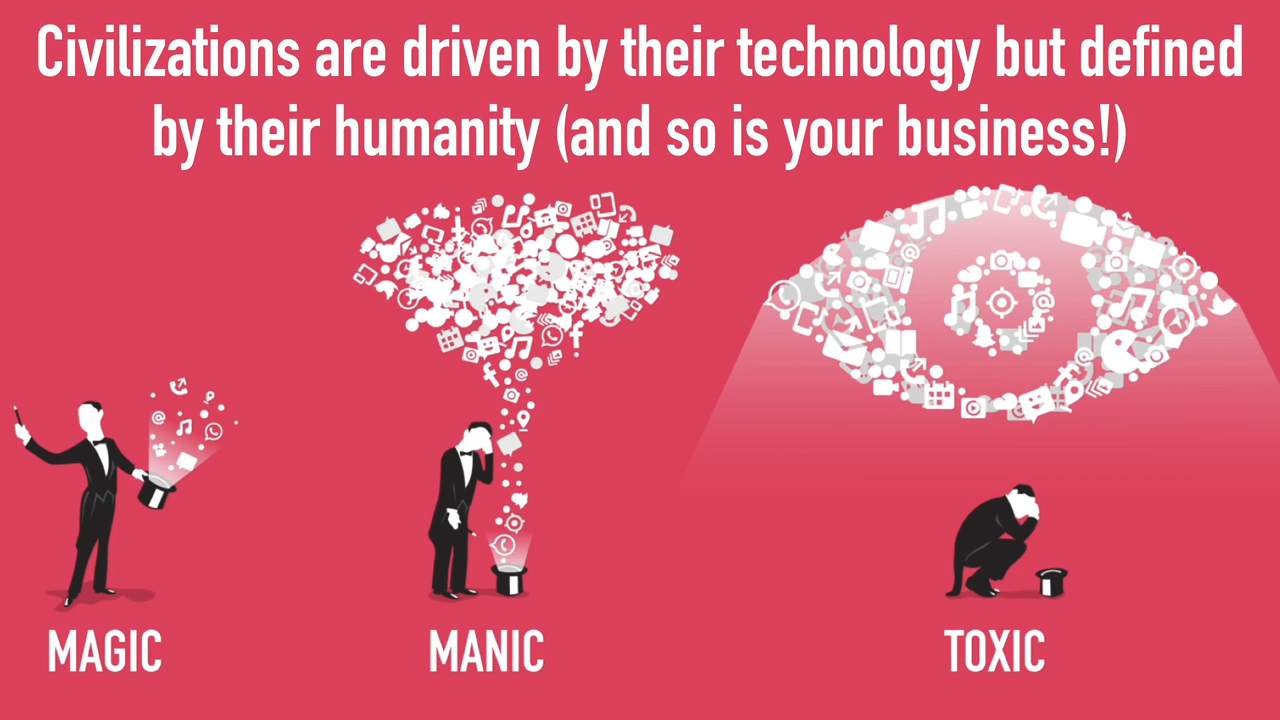 Civilizations are driven by their technology but defined
by their humanity (and so is your business!)
MAGIC
MANIC
TOXIC